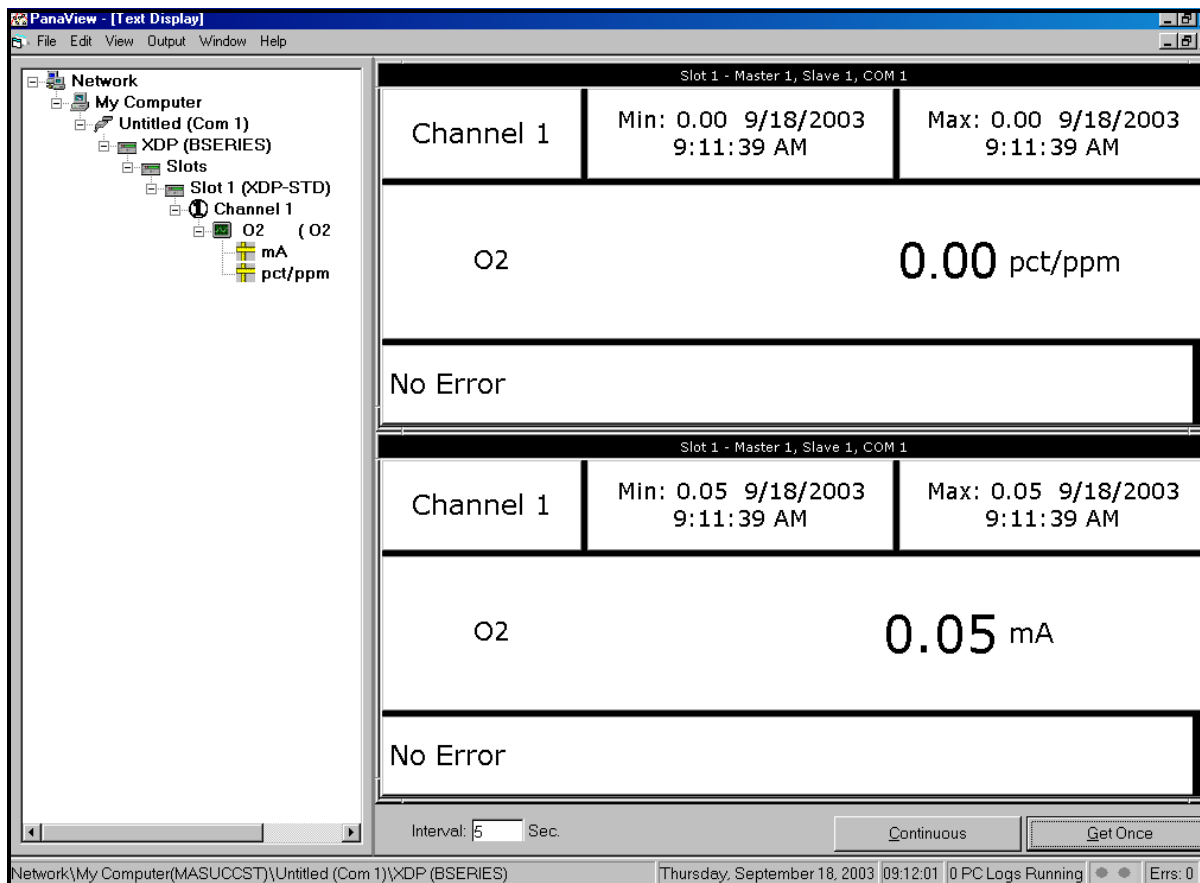 PanaView - [Text Display]
File Edit View Output Window Help
Network
My Computer
Untitled (Com 1)
XDP (BSERIES)
Slots
Slot 1 (XDP-STD)
1 Channel 1
O2 (O2
mA
pct/ppm
Slot 1 - Master 1, Slave 1, COM 1
Channel 1
Min: 0.00 9/18/2003
9:11:39 AM
Max: 0.00 9/18/2003
9:11:39 AM
O2
0.00 pct/ppm
No Error
Slot 1 - Master 1, Slave 1, COM 1
Channel 1
Min: 0.05 9/18/2003
9:11:39 AM
Max: 0.05 9/18/2003
9:11:39 AM
O2
0.05 mA
No Error
Interval: 5 Sec.
Continuous
Get Once
Network\My Computer(MASUCCST)\Untitled (Com 1)\XDP (BSERIES)
Thursday, September 18, 2003
09:12:01
0 PC Logs Running
Errs: 0